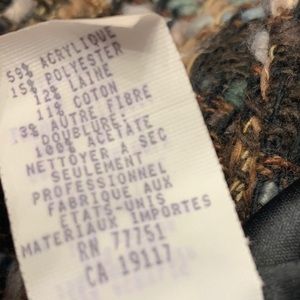 59% ACRYLIQUE
15% POLYESTER
12% LAINE
11% COTON
3% AUTRE FIBRE
DOUBLURE:
100% ACETATE
NETTOYER A SEC
SEULEMENT
PROFESSIONNEL
FABRIQUE AUX
ETATS-UNIS
MATERIAUX IMPORTES
RN 77751
CA 19117